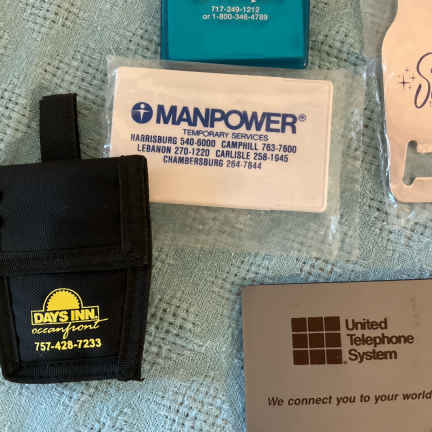 717-249-1212
or 1-800-346-4789
MANPOWER®
TEMPORARY SERVICES
HARRISBURG 540-6000 CAMPHILL 763-7600
LEBANON 270-1220 CARLISLE 258-1945
CHAMBERSBURG 264-7844
DAYS INN
oceanfront
757-428-7233
United
Telephone
System
We connect you to your world